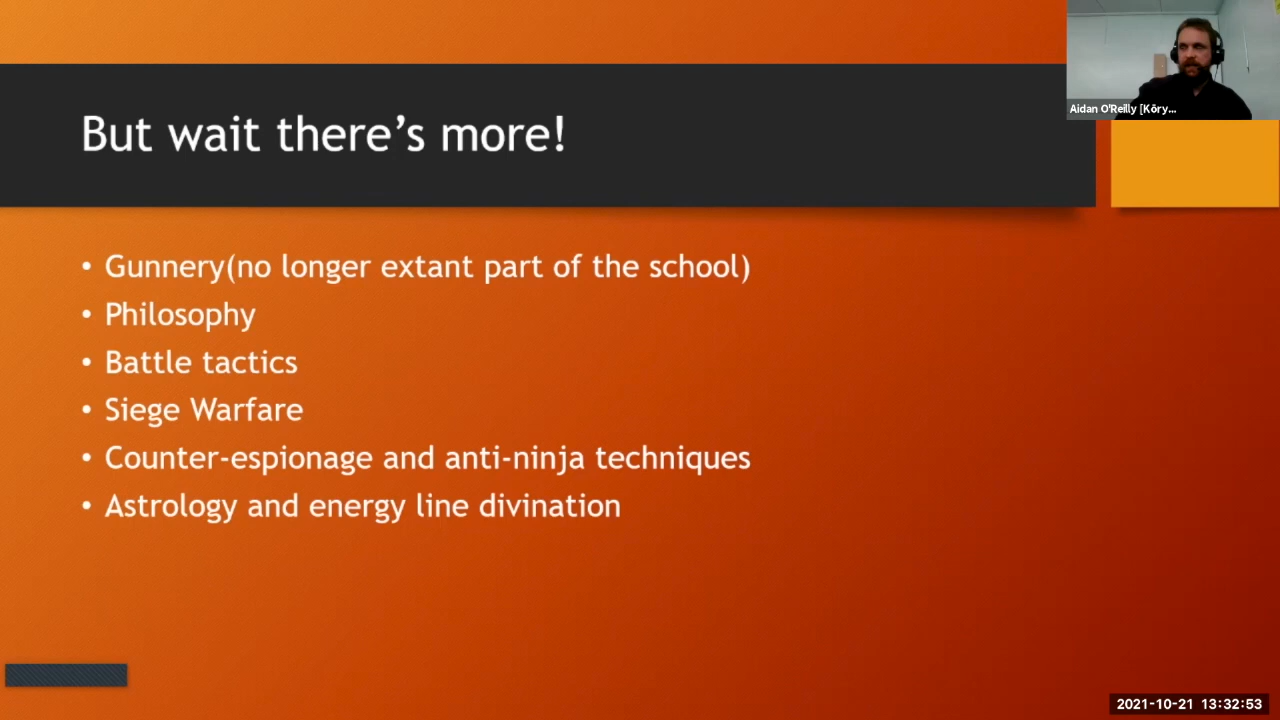 But wait there's more!
Aidan O'Reilly [Kōry...
• Gunnery(no longer extant part of the school)
• Philosophy
• Battle tactics
• Siege Warfare
• Counter-espionage and anti-ninja techniques
• Astrology and energy line divination
2021-10-21 13:32:53